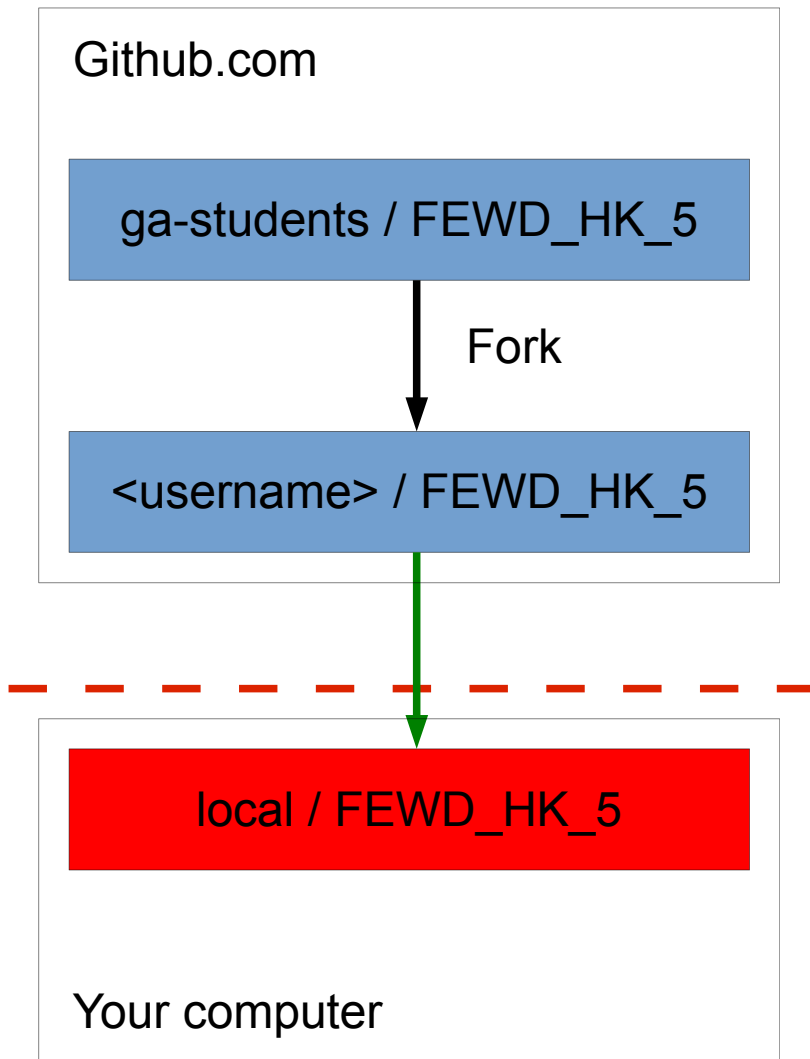 Github.com
ga-students / FEWD_HK_5
Fork
<username> / FEWD_HK_5
local / FEWD_HK_5
Your computer